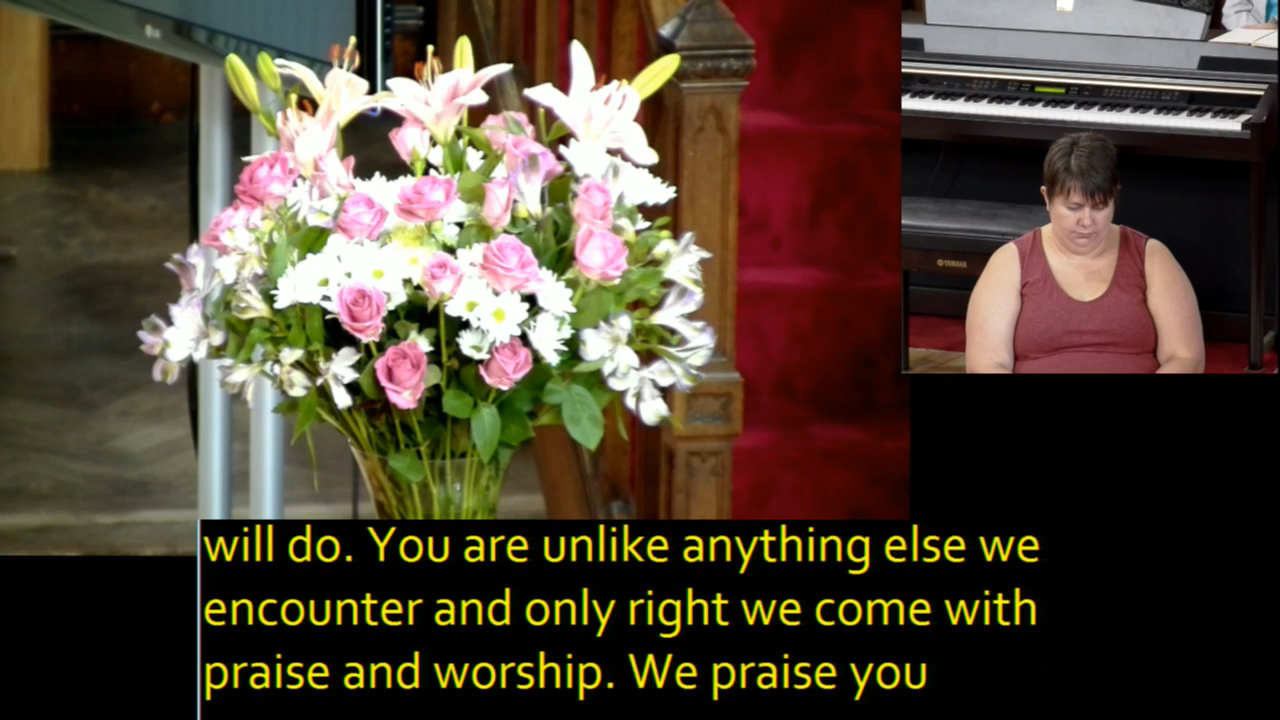 YAMAHA
will do. You are unlike anything else we
encounter and only right we come with
praise and worship. We praise you